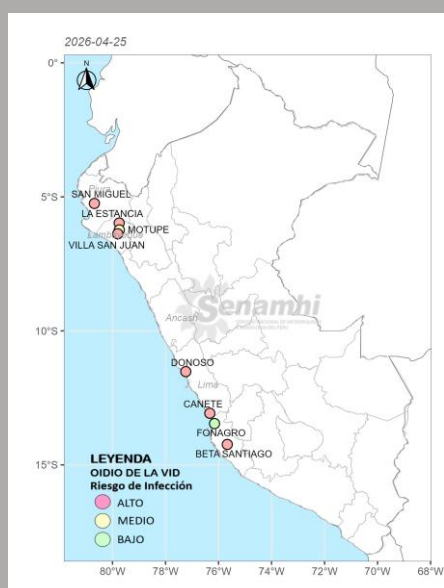 2026-04-25
N
0°
5°S
10°S
15°S
80°W
78°W
76°W
74°W
72°W
70°W
68°W
Piura
SAN MIGUEL
LA ESTANCIA
MOTUPE
VILLA SAN JUAN
Senamhi
Ancash
DONOSO
Lima
CANETE
FONAGRO
BETA SANTIAGO
LEYENDA
OIDIO DE LA VID
Riesgo de Infección
ALTO
MEDIO
BAJO